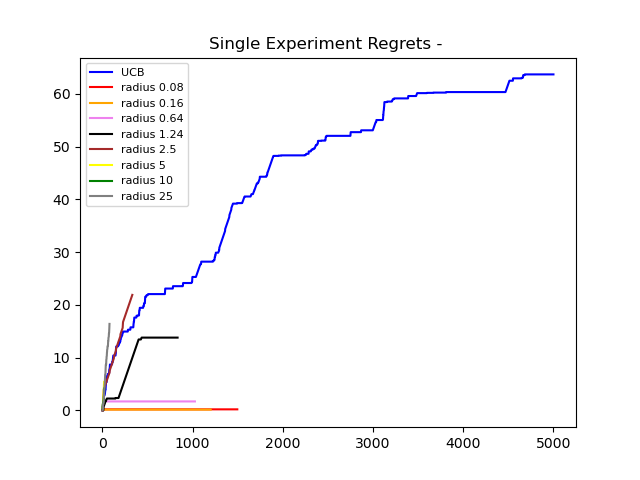 Single Experiment Regrets -
UCB
radius 0.08
radius 0.16
radius 0.64
radius 1.24
radius 2.5
radius 5
radius 10
radius 25
60
50
40
30
20
10
0
0 1000 2000 3000 4000 5000